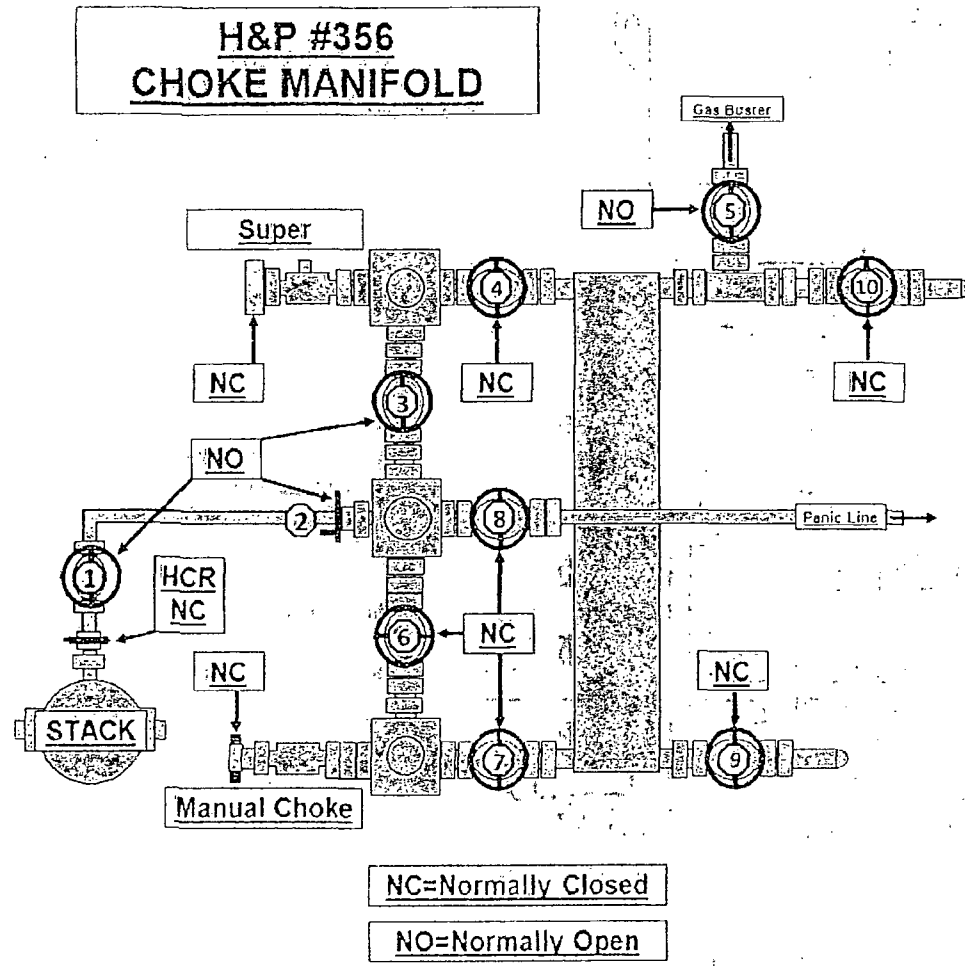 H&P #356
CHOKE MANIFOLD
Gas Buster
NO
5
Super
4
10
NC
NC
NC
3
NO
2
8
Panic Line
1
HCR
NC
6
NC
NC
NC
STACK
7
9
Manual Choke
NC=Normally Closed
NO=Normally Open